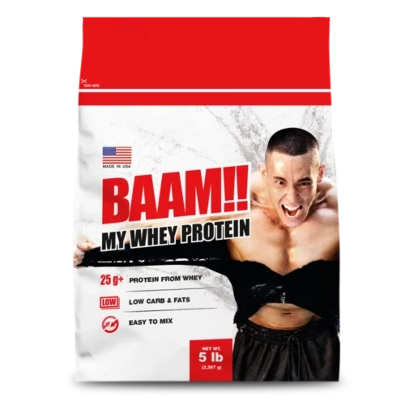 MADE IN USA
BAAM!!
MY WHEY PROTEIN
25 g+ PROTEIN FROM WHEY
LOW LOW CARB & FATS
EASY TO MIX
NET WT.
5 lb